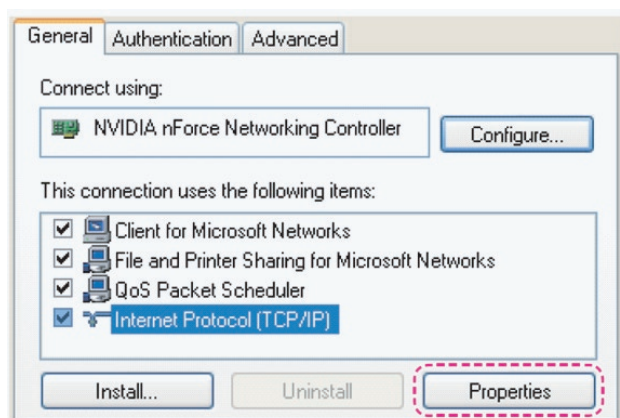 General Authentication Advanced
Connect using:
NVIDIA nForce Networking Controller Configure...
This connection uses the following items:
Client for Microsoft Networks
File and Printer Sharing for Microsoft Networks
QoS Packet Scheduler
Internet Protocol (TCP/IP)
Install... Uninstall Properties